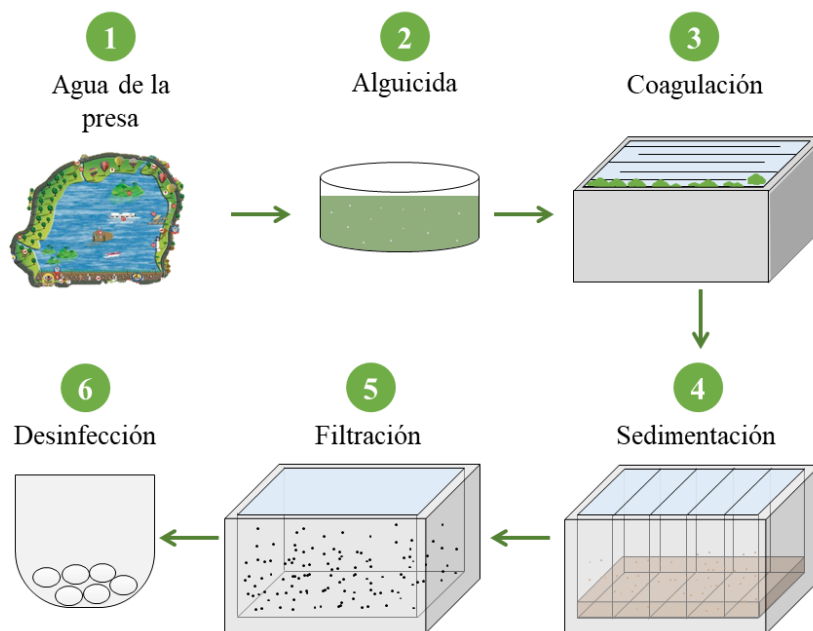 1
Agua de la
presa
2
Alguicida
3
Coagulación
4
Sedimentación
5
Filtración
6
Desinfección